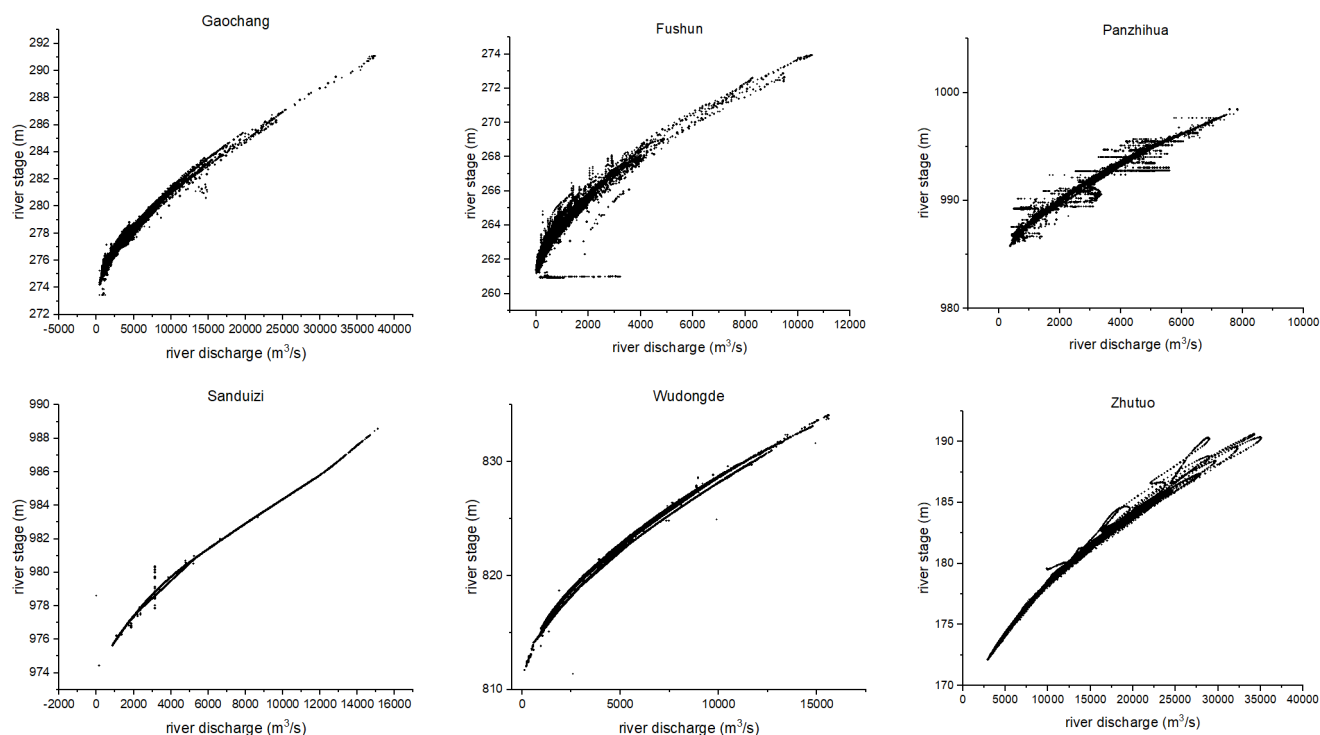 Gaochang
292
290
288
286
284
282
280
278
276
274
272
river stage (m)
-5000 0 5000 10000 15000 20000 25000 30000 35000 40000
river discharge (m³/s)
Fushun
274
272
270
268
266
264
262
260
river stage (m)
0 2000 4000 6000 8000 10000 12000
river discharge (m³/s)
Panzhihua
1000
990
980
river stage (m)
0 2000 4000 6000 8000 10000
river discharge (m³/s)
Sanduizi
990
988
986
984
982
980
978
976
974
river stage (m)
-2000 0 2000 4000 6000 8000 10000 12000 14000 16000
river discharge (m³/s)
Wudongde
830
820
810
river stage (m)
0 5000 10000 15000
river discharge (m³/s)
Zhutuo
190
185
180
175
170
river stage (m)
0 5000 10000 15000 20000 25000 30000 35000 40000
river discharge (m³/s)